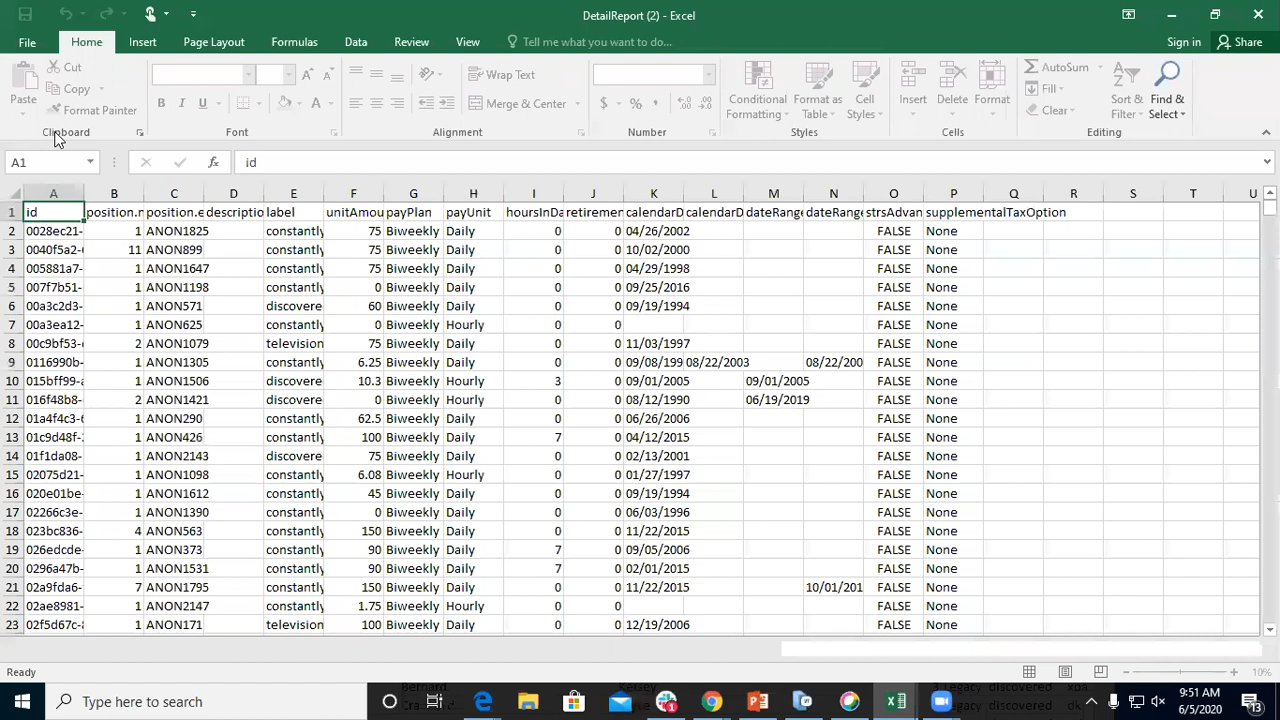 DetailReport (2) - Excel
File Home Insert Page Layout Formulas Data Review View Tell me what you want to do... Sign in Share
Paste Cut Copy Format Painter Clipboard
B I U A A A Font
Wrap Text Merge & Center Alignment
$ % , Number
Conditional Formatting Format as Table Cell Styles Styles
Insert Delete Format Cells
AutoSum Fill Clear Sort & Filter Find & Select Editing
A1 fx id
A B C D E F G H I J K L M N O P Q R S T U
1 id position.n position.e descriptio label unitAmou payPlan payUnit hoursInDa retiremen calendarD calendarD dateRange dateRange strsAdvan supplementalTaxOption
2 0028ec21- 1 ANON1825 constantly 75 Biweekly Daily 0 0 04/26/2002 FALSE None
3 0040f5a2- 11 ANON899 constantly 75 Biweekly Daily 0 0 10/02/2000 FALSE None
4 005881a7- 1 ANON1647 constantly 75 Biweekly Daily 0 0 04/29/1998 FALSE None
5 007f7b51- 1 ANON1198 constantly 0 Biweekly Daily 0 0 09/25/2016 FALSE None
6 00a3c2d3- 1 ANON571 discovere 60 Biweekly Daily 0 0 09/19/1994 FALSE None
7 00a3ea12- 1 ANON625 constantly 0 Biweekly Hourly 0 0 FALSE None
8 00c9bf53- 2 ANON1079 television 75 Biweekly Daily 0 0 11/03/1997 FALSE None
9 0116990b- 1 ANON1305 constantly 6.25 Biweekly Daily 0 0 09/08/199 08/22/2003 08/22/200 FALSE None
10 015bff99- 1 ANON1506 discovere 10.3 Biweekly Hourly 3 0 09/01/2005 09/01/2005 FALSE None
11 016f48b8- 2 ANON1421 discovere 0 Biweekly Hourly 0 0 08/12/1990 06/19/2019 FALSE None
12 01a4f4c3- 1 ANON290 constantly 62.5 Biweekly Daily 0 0 06/26/2006 FALSE None
13 01c9d48f- 1 ANON426 constantly 100 Biweekly Daily 7 0 04/12/2015 FALSE None
14 01f1da08- 1 ANON2143 discovere 75 Biweekly Daily 0 0 02/13/2001 FALSE None
15 02075d21- 1 ANON1098 constantly 6.08 Biweekly Hourly 0 0 01/27/1997 FALSE None
16 020e01be- 1 ANON1612 constantly 45 Biweekly Daily 0 0 09/19/1994 FALSE None
17 02266c3e- 1 ANON1390 constantly 0 Biweekly Daily 0 0 06/03/1996 FALSE None
18 023bc836- 4 ANON563 constantly 150 Biweekly Daily 0 0 11/22/2015 FALSE None
19 026edcde- 1 ANON373 constantly 90 Biweekly Daily 7 0 09/05/2006 FALSE None
20 0296a47b- 1 ANON1531 constantly 90 Biweekly Daily 7 0 02/01/2015 FALSE None
21 02a9fda6- 7 ANON1795 constantly 150 Biweekly Daily 0 0 11/22/2015 10/01/201 FALSE None
22 02ae8981- 1 ANON2147 constantly 1.75 Biweekly Hourly 0 0 FALSE None
23 02f5d67c- 1 ANON171 television 100 Biweekly Daily 0 0 12/19/2006 FALSE None
Ready 10%
Type here to search
9:51 AM
6/5/2020
13